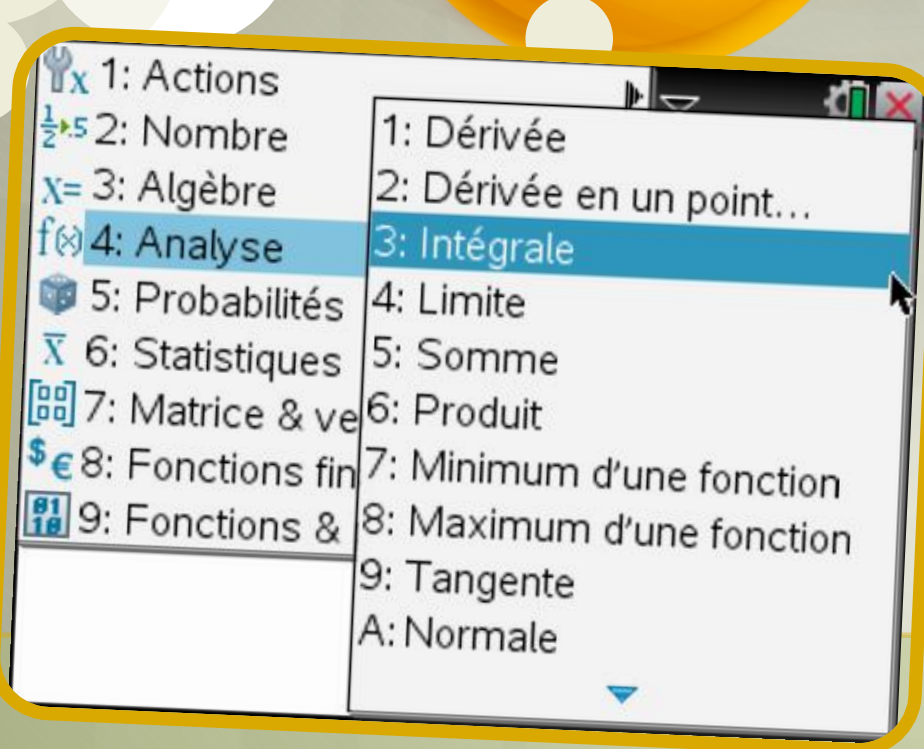 1: Actions
2: Nombre
3: Algèbre
4: Analyse
5: Probabilités
6: Statistiques
7: Matrice & ve
8: Fonctions fin
9: Fonctions &
1: Dérivée
2: Dérivée en un point...
3: Intégrale
4: Limite
5: Somme
6: Produit
7: Minimum d'une fonction
8: Maximum d'une fonction
9: Tangente
A: Normale